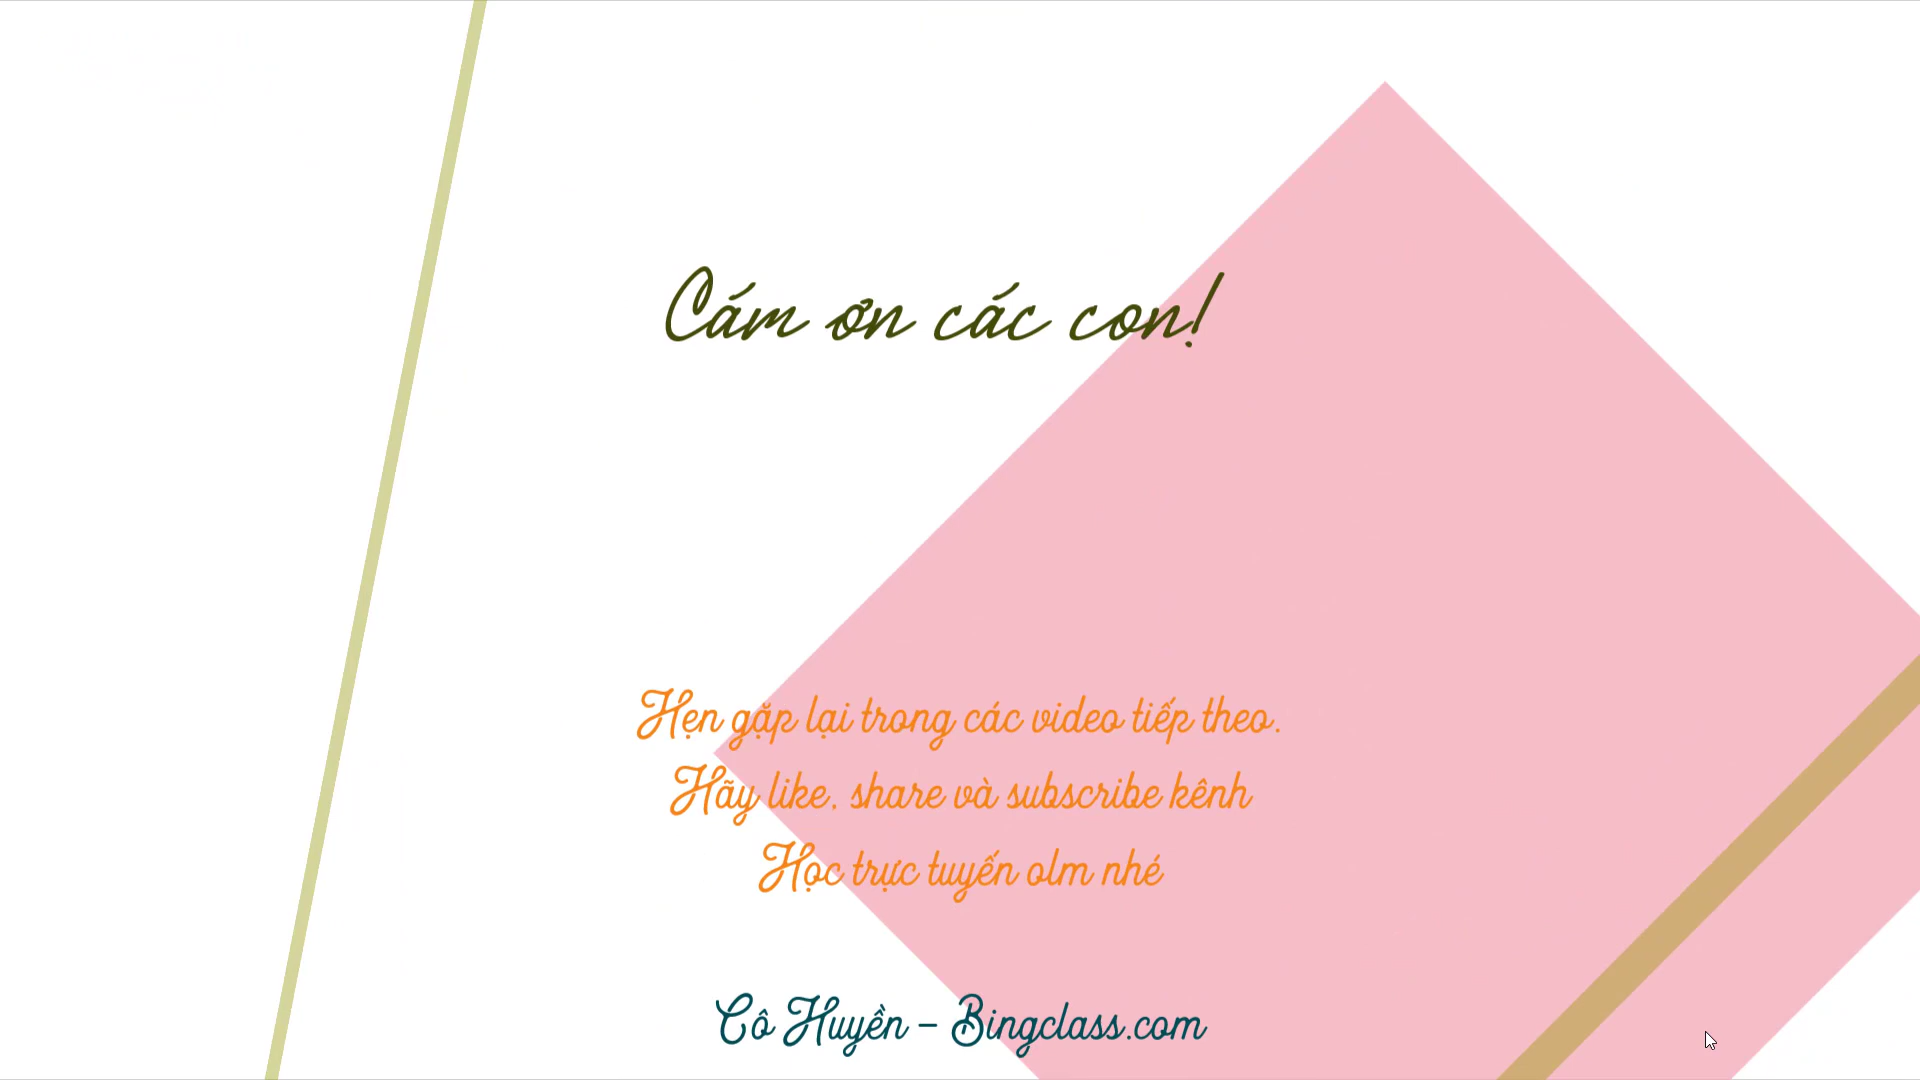 Cám ơn các con!
Hẹn gặp lại trong các video tiếp theo.
Hãy like, share và subscribe kênh
Học trực tuyến olm nhé
Cô Huyền – Bingclass.com